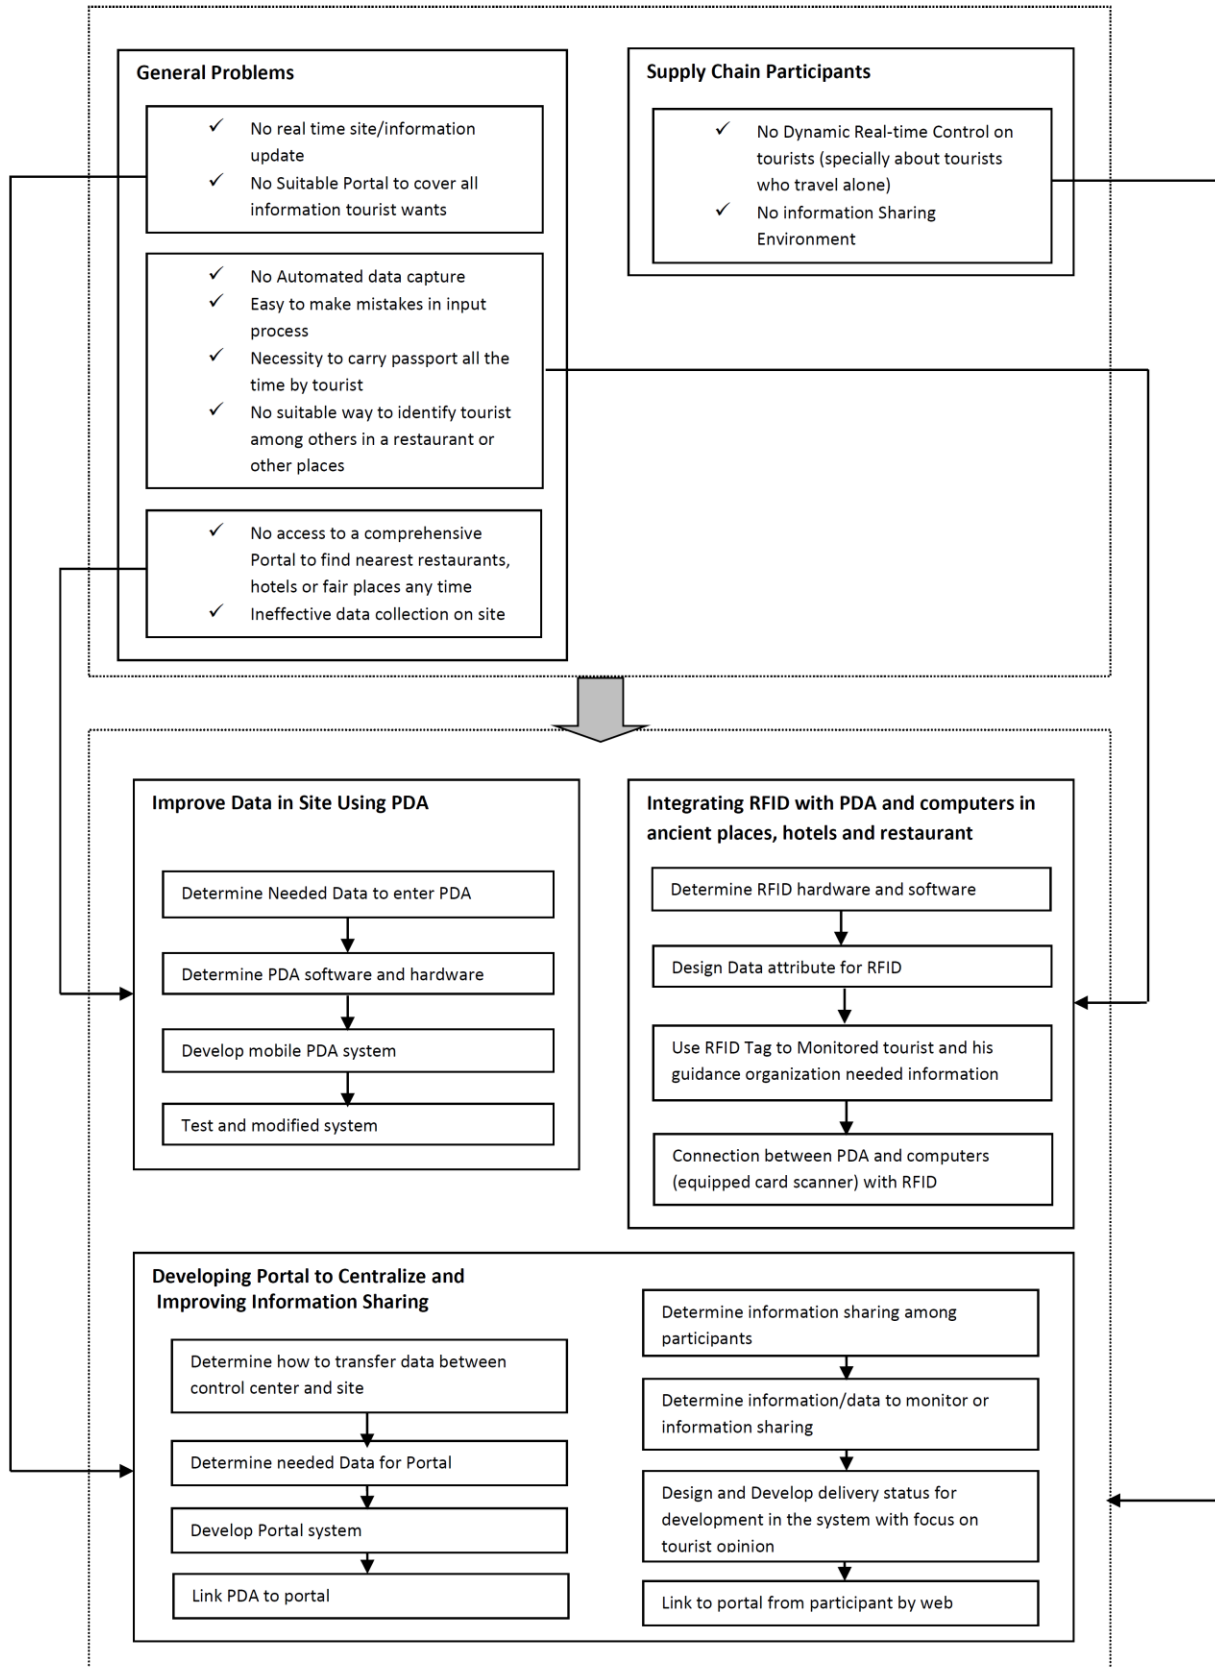 General Problems
✓ No real time site/information
update
✓ No Suitable Portal to cover all
information tourist wants
✓ No Automated data capture
✓ Easy to make mistakes in input
process
✓ Necessity to carry passport all the
time by tourist
✓ No suitable way to identify tourist
among others in a restaurant or
other places
✓ No access to a comprehensive
Portal to find nearest restaurants,
hotels or fair places any time
✓ Ineffective data collection on site
Supply Chain Participants
✓ No Dynamic Real-time Control on
tourists (specially about tourists
who travel alone)
✓ No information Sharing
Environment
Improve Data in Site Using PDA
Determine Needed Data to enter PDA
Determine PDA software and hardware
Develop mobile PDA system
Test and modified system
Integrating RFID with PDA and computers in
ancient places, hotels and restaurant
Determine RFID hardware and software
Design Data attribute for RFID
Use RFID Tag to Monitored tourist and his
guidance organization needed information
Connection between PDA and computers
(equipped card scanner) with RFID
Developing Portal to Centralize and
Improving Information Sharing
Determine how to transfer data between
control center and site
Determine needed Data for Portal
Develop Portal system
Link PDA to portal
Determine information sharing among
participants
Determine information/data to monitor or
information sharing
Design and Develop delivery status for
development in the system with focus on
tourist opinion
Link to portal from participant by web